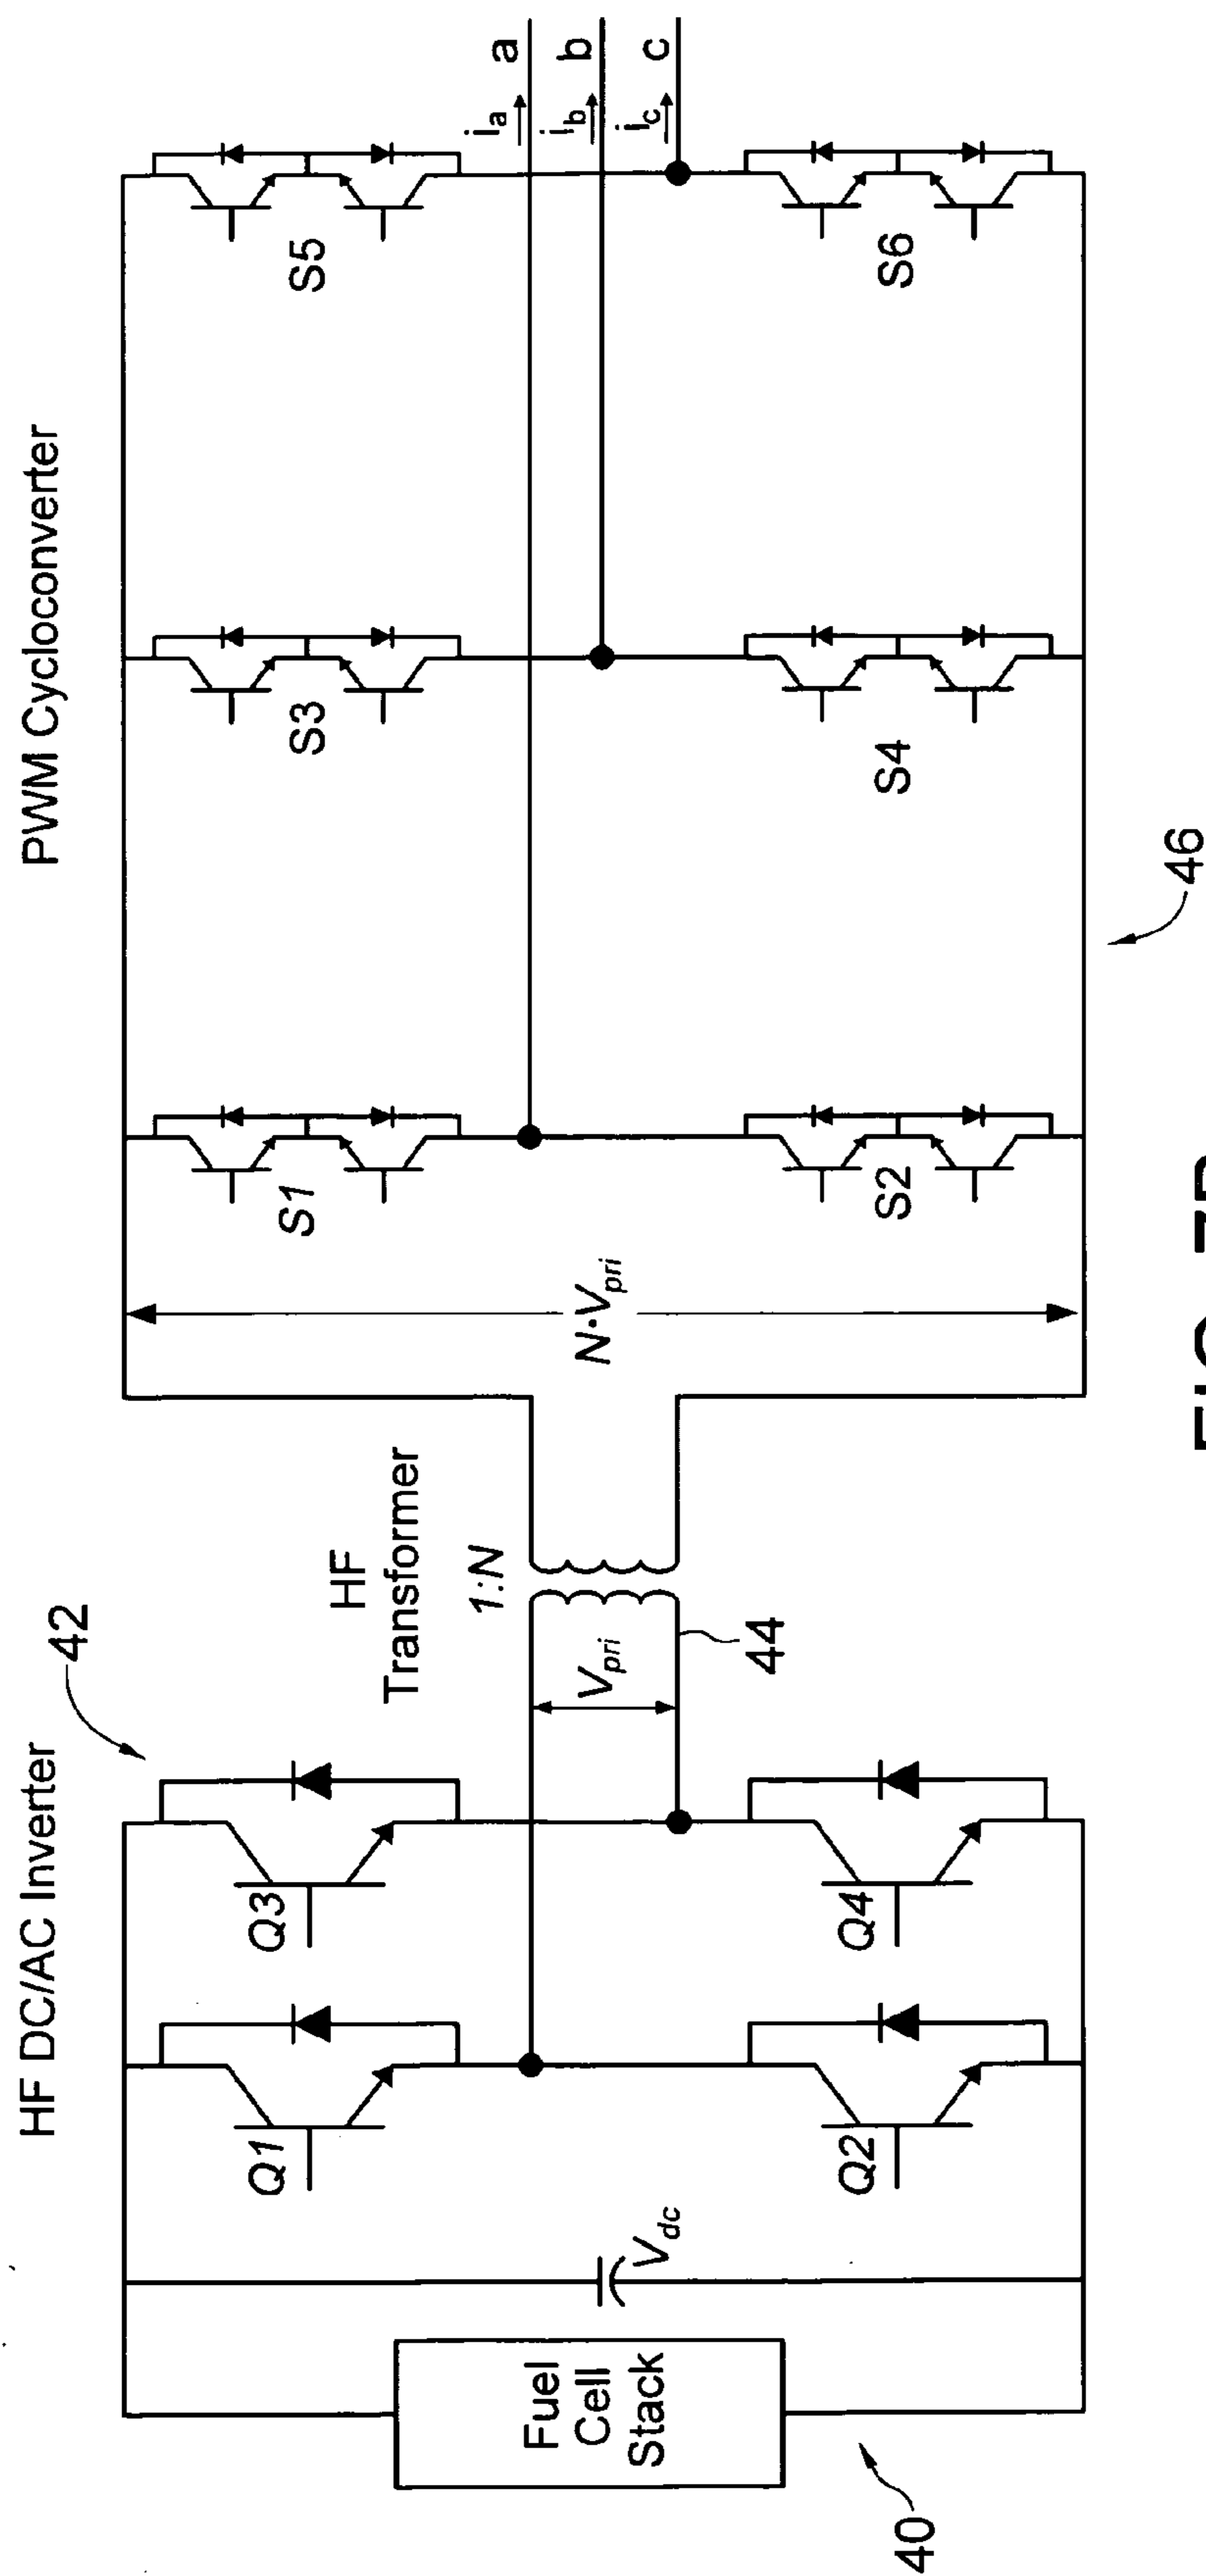 HF DC/AC Inverter
PWM Cycloconverter
42
HF
Transformer
1:N
Q1
Q3
S1
S3
S5
i_a
a
i_b
b
i_c
c
Fuel
Cell
Stack
V_dc
V_pri
N·V_pri
44
Q2
Q4
S2
S4
S6
40
46